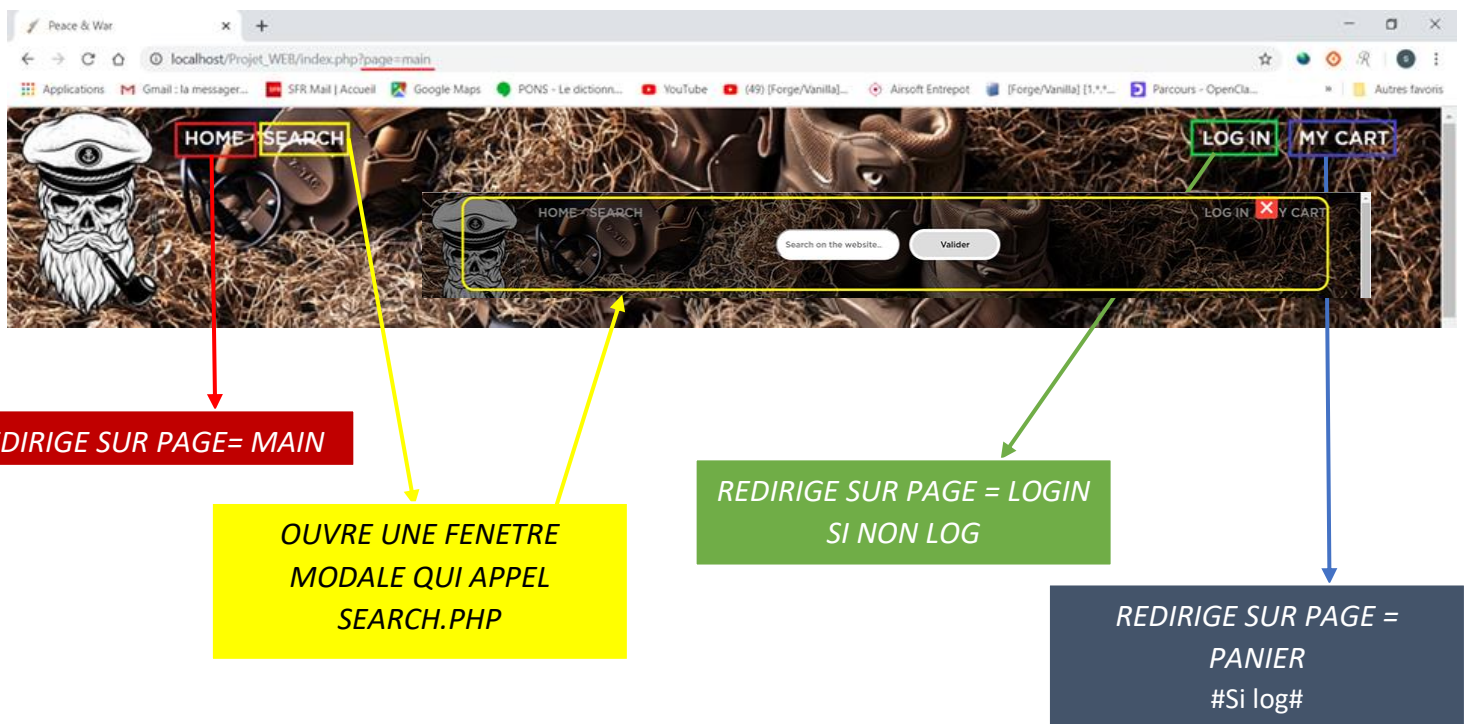 Peace & War
localhost/Projet_WEB/index.php?page=main
Applications Gmail : la messager... SFR Mail | Accueil Google Maps PONS - Le dictionn... YouTube (49) [Forge/Vanilla]... Airsoft Entrepot [Forge/Vanilla] [1.*.*... Parcours - OpenCla... » Autres favoris
HOME SEARCH LOG IN MY CART
HOME SEARCH LOG IN Y CART
Search on the website.. Valider
EDIRIGE SUR PAGE= MAIN
REDIRIGE SUR PAGE = LOGIN
SI NON LOG
OUVRE UNE FENETRE
MODALE QUI APPEL
SEARCH.PHP
REDIRIGE SUR PAGE =
PANIER
#Si log#